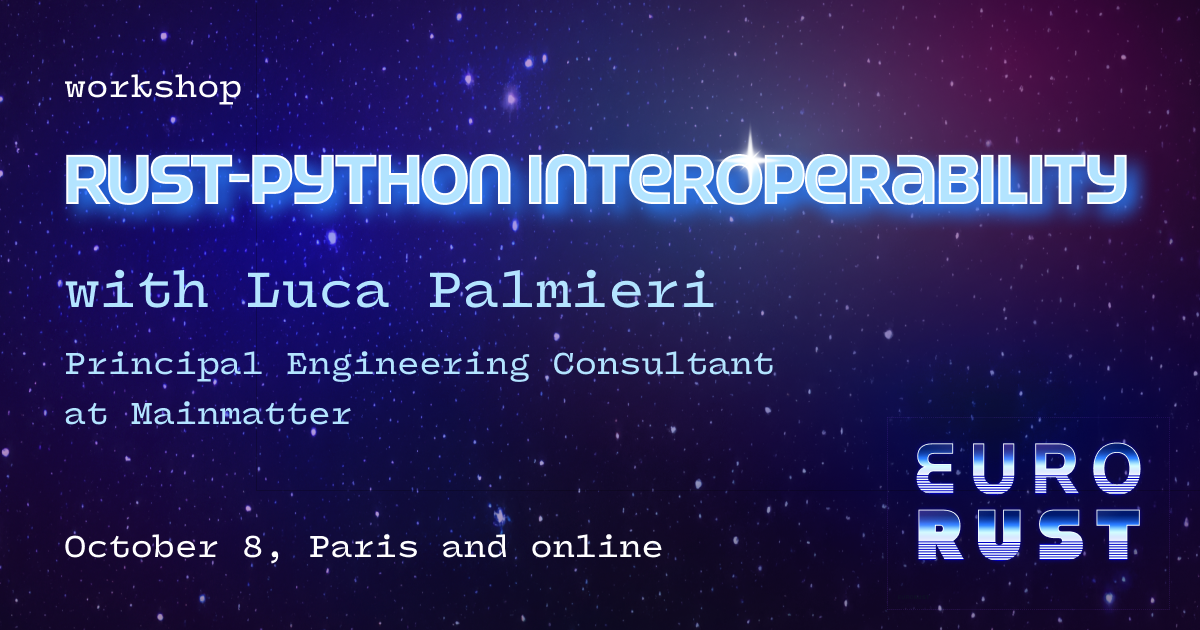 workshop
RUST-PYTHON INTEROPERABILITY
with Luca Palmieri
Principal Engineering Consultant
at Mainmatter
October 8, Paris and online
EURO
RUST